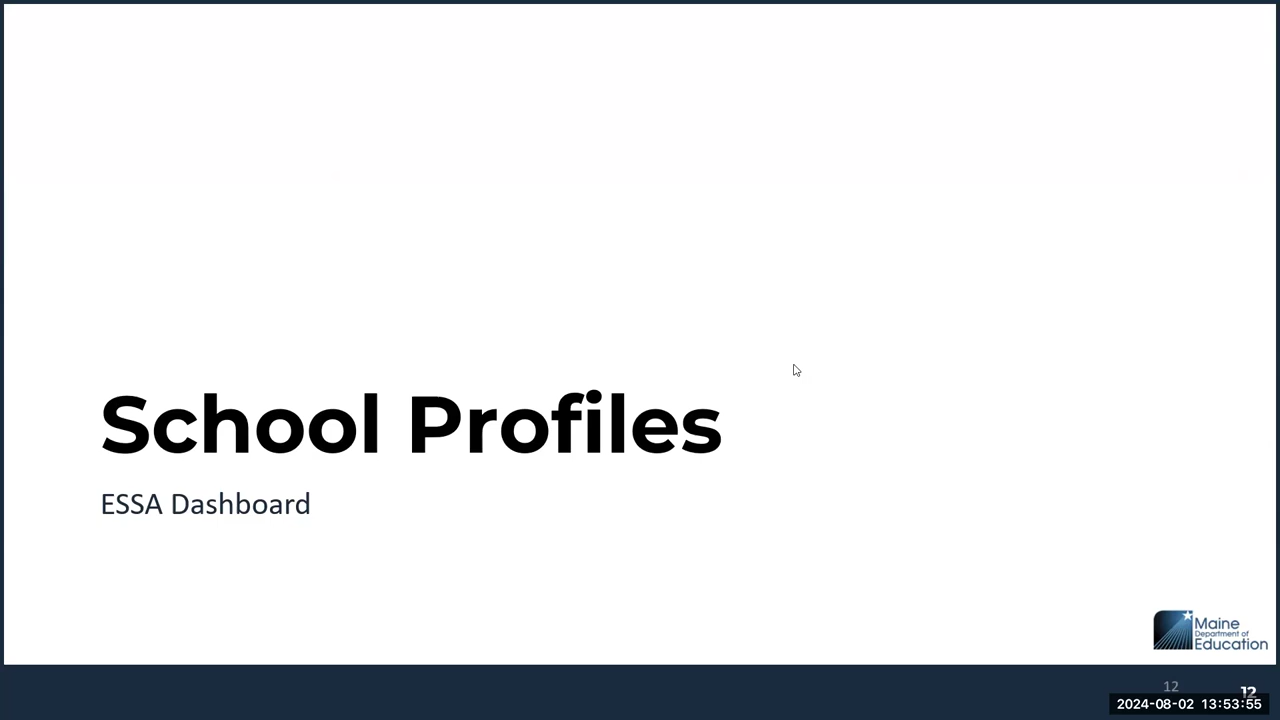 School Profiles
ESSA Dashboard
Maine
Department of
Education
12
12
2024-08-02 13:53:55